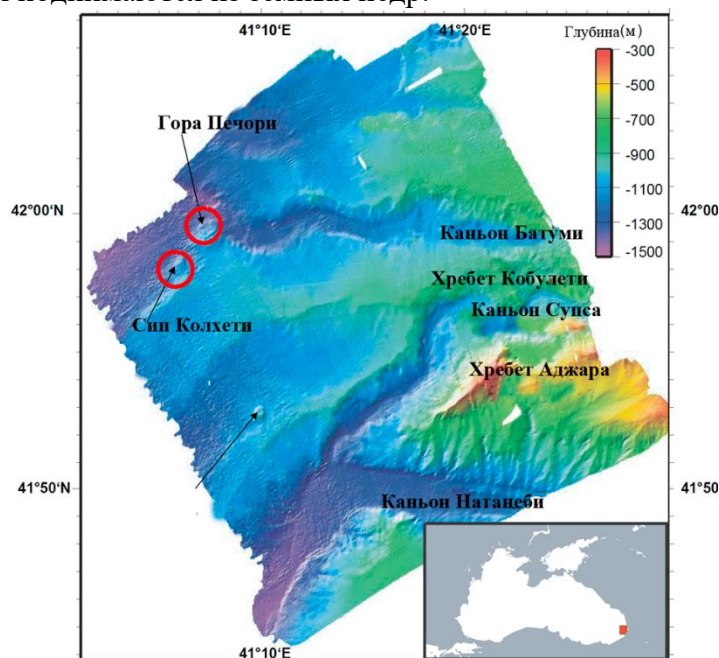 41°10'E
41°20'E
Глубина(м)
-300
-500
-700
-900
-1100
-1300
-1500
Гора Печори
42°00'N
42°00
Каньон Батуми
Хребет Кобулети
Каньон Супса
Сип Колхети
Хребет Аджара
41°50'N
41°50
Каньон Натанеби
41°10'E